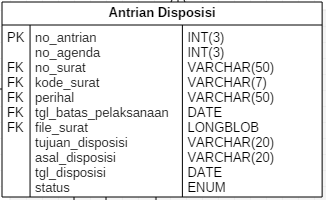 Antrian Disposisi
PK no_antrian INT(3)
no_agenda INT(3)
FK no_surat VARCHAR(50)
FK kode_surat VARCHAR(7)
FK perihal VARCHAR(50)
FK tgl_batas_pelaksanaan DATE
FK file_surat LONGBLOB
tujuan_disposisi VARCHAR(20)
asal_disposisi VARCHAR(20)
tgl_disposisi DATE
status ENUM